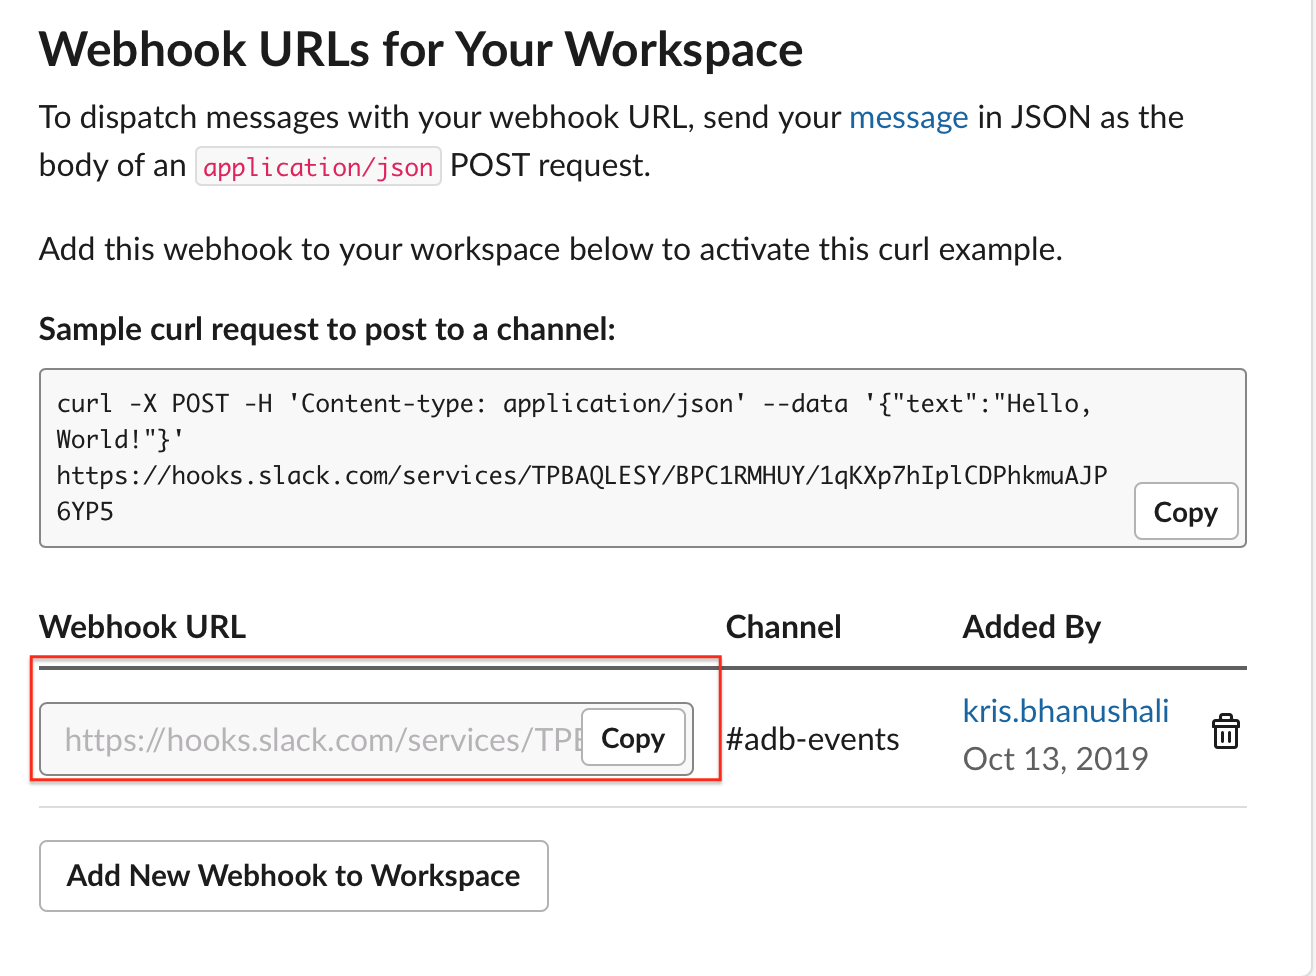 Webhook URLs for Your Workspace
To dispatch messages with your webhook URL, send your message in JSON as the
body of an application/json POST request.
Add this webhook to your workspace below to activate this curl example.
Sample curl request to post to a channel:
curl -X POST -H 'Content-type: application/json' --data '{"text":"Hello,
World!"}'
https://hooks.slack.com/services/TPBAQLESY/BPC1RMHUY/1qKXp7hIplCDPhkmuAJP
6YP5
Copy
Webhook URL Channel Added By
https://hooks.slack.com/services/TP Copy #adb-events kris.bhanushali
Oct 13, 2019
Add New Webhook to Workspace